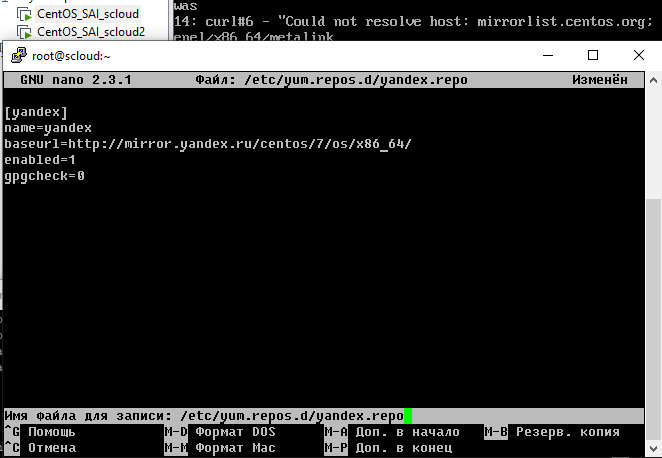 CentOS_SAI_scloud
CentOS_SAI_scloud2
was
14: curl#6 - "Could not resolve host: mirrorlist.centos.org;
epel/x86_64/metalink
root@scloud:~
GNU nano 2.3.1 Файл: /etc/yum.repos.d/yandex.repo Изменён
[yandex]
name=yandex
baseurl=http://mirror.yandex.ru/centos/7/os/x86_64/
enabled=1
gpgcheck=0
Имя файла для записи: /etc/yum.repos.d/yandex.repo
^G Помощь M-D Формат DOS M-A Доп. в начало M-B Резерв. копия
^C Отмена M-M Формат Mac M-P Доп. в конец